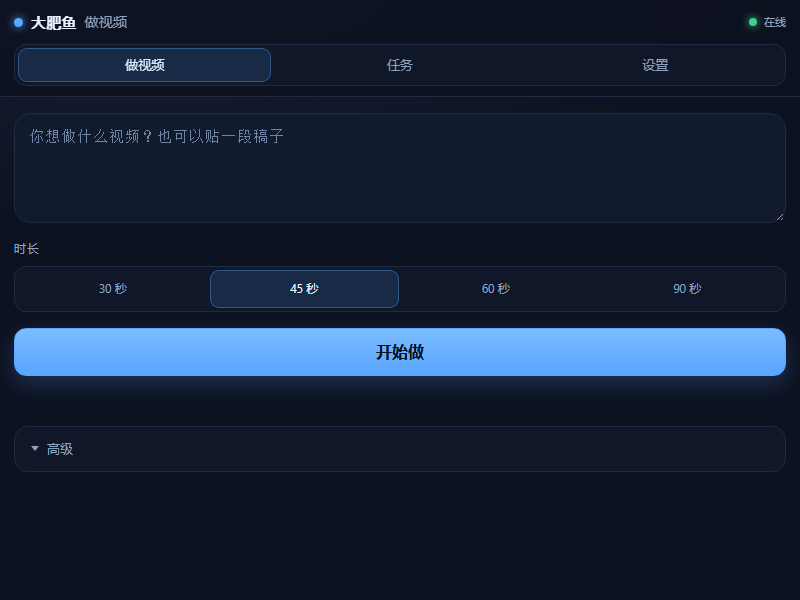 大肥鱼 做视频
在线
做视频 任务 设置
你想做什么视频？也可以贴一段稿子
时长
30 秒 45 秒 60 秒 90 秒
开始做
高级